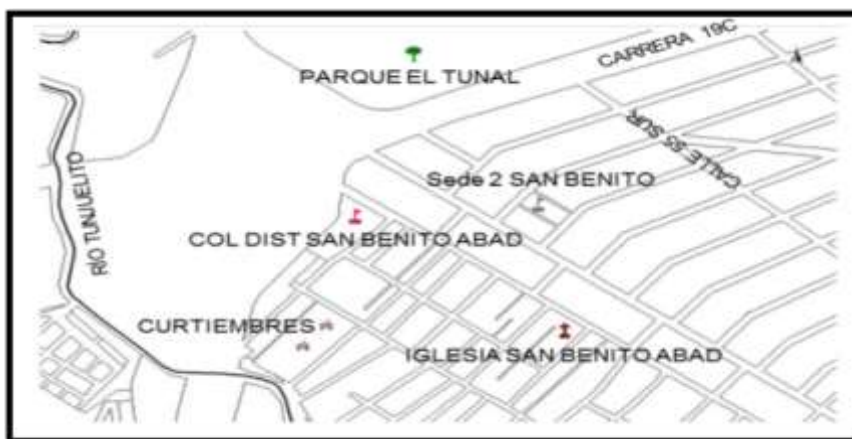 CARRERA 19C
PARQUE EL TUNAL
CALLE 55 SUR
Sede 2 SAN BENITO
RÍO TUNJUELITO
COL DIST SAN BENITO ABAD
CURTIEMBRES
IGLESIA SAN BENITO ABAD